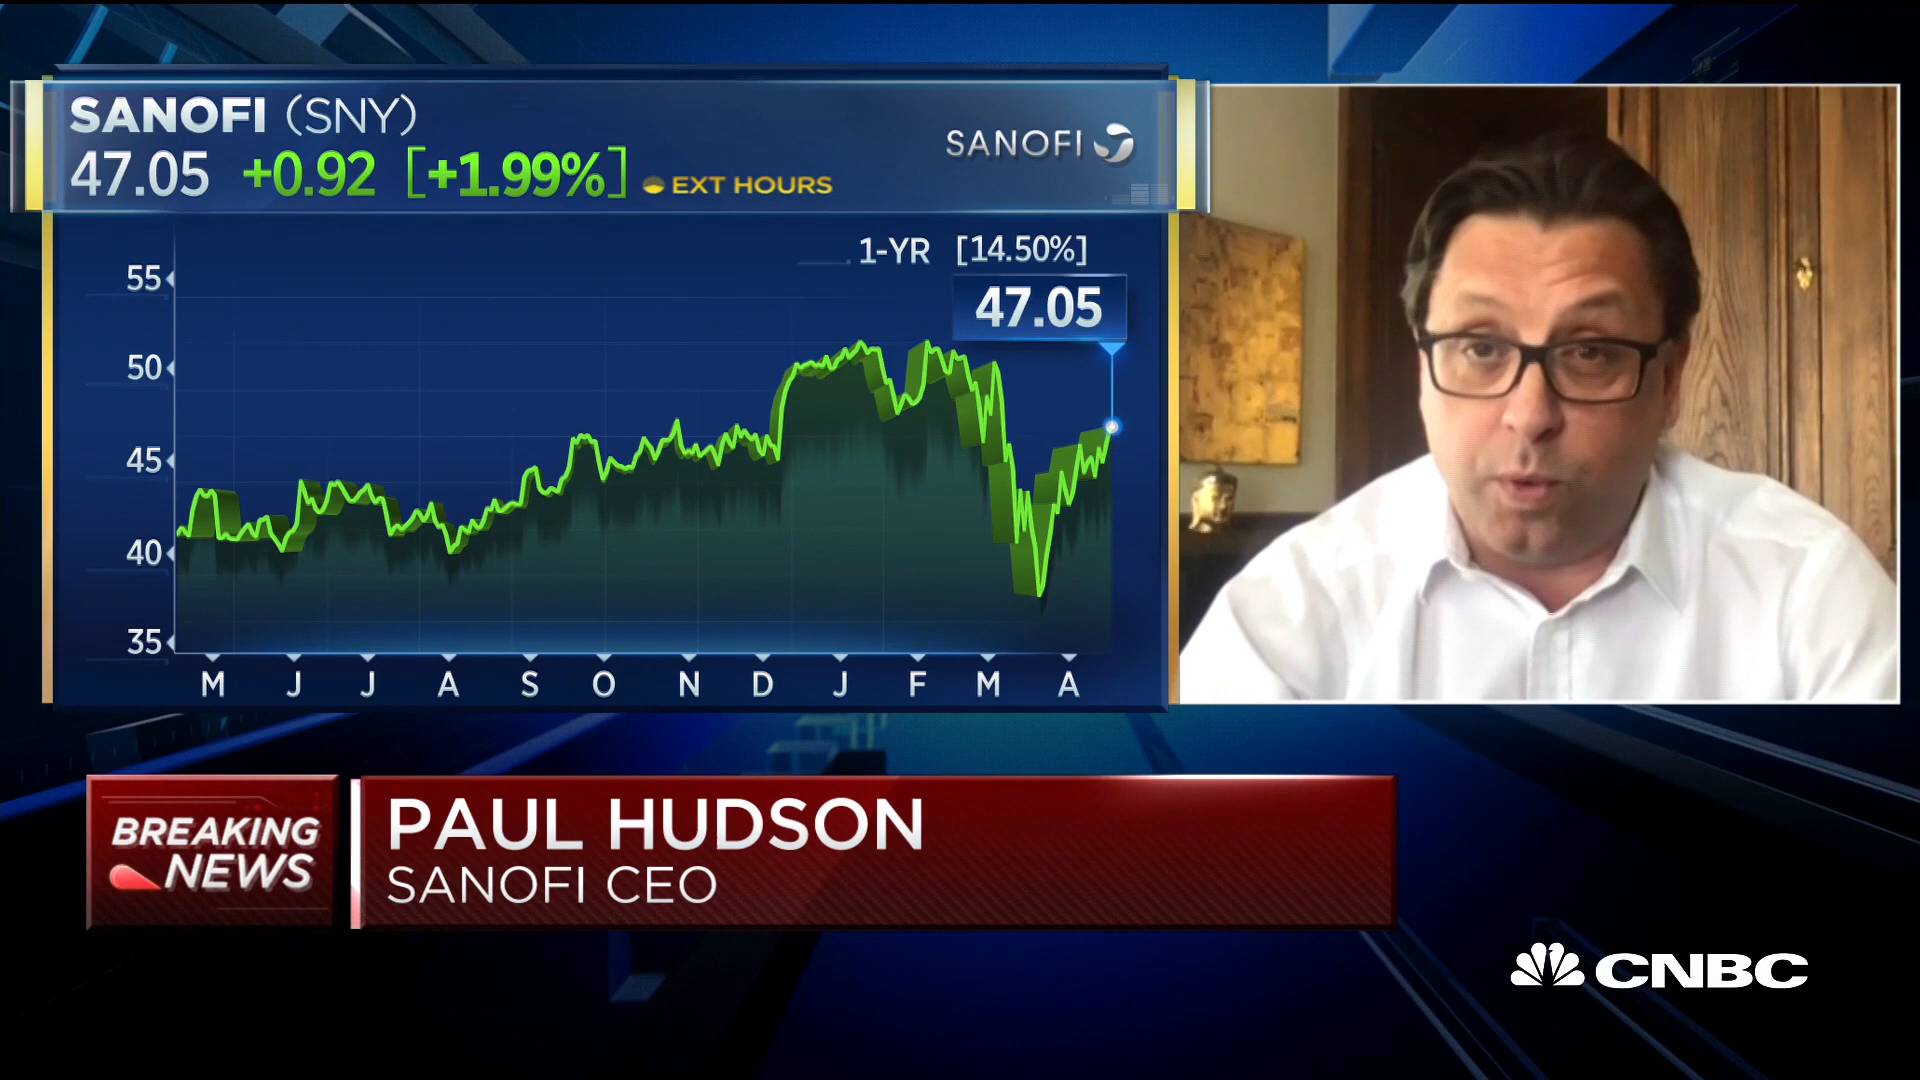 SANOFI (SNY)
47.05 +0.92 [+1.99%] EXT HOURS
SANOFI
1-YR [14.50%]
47.05
55
50
45
40
35
M J J A S O N D J F M A
BREAKING
NEWS
PAUL HUDSON
SANOFI CEO
CNBC